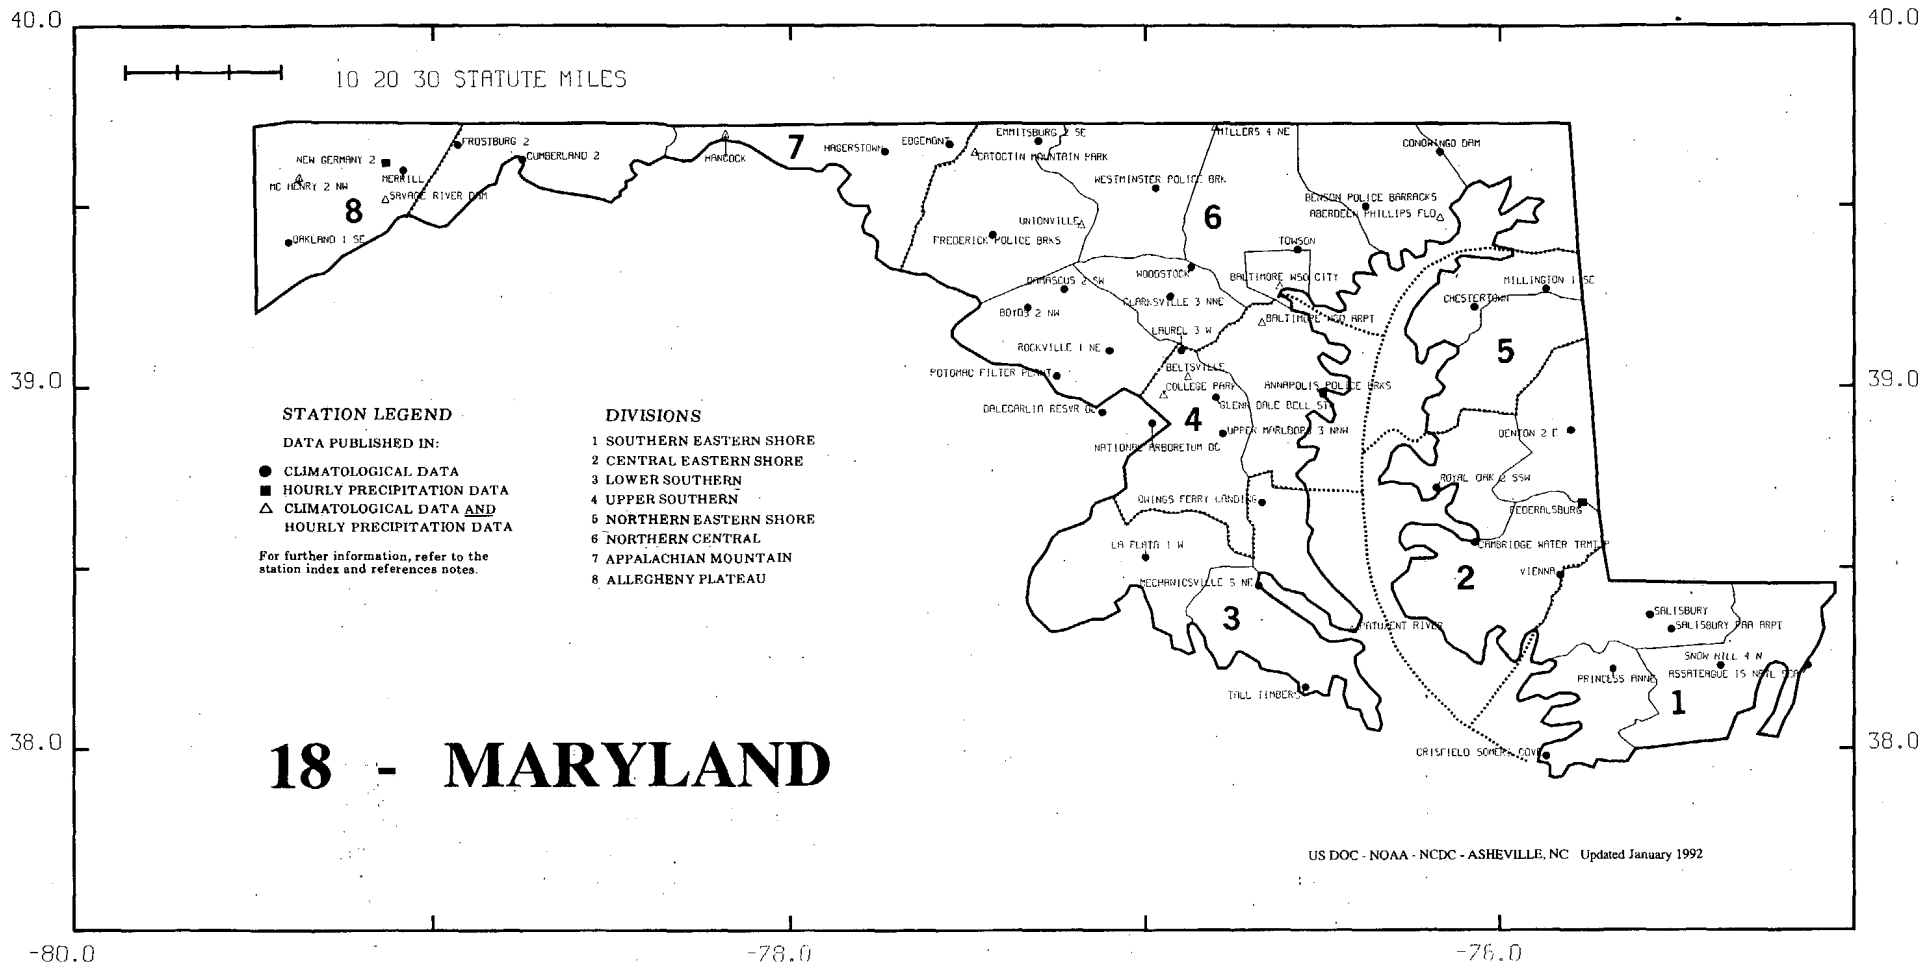 40.0 40.0
10 20 30 STATUTE MILES
7
FROSTBURG 2
CUMBERLAND 2
HANCOCK
HAGERSTOWN
EDGEMONT
EMMITSBURG 2 SE
CATOCTIN MOUNTAIN PARK
MILLERS 4 NE
CONOWINGO DAM
NEW GERMANY 2
MERRILL
MC HENRY 2 NW
SAVAGE RIVER DAM
8
OAKLAND 1 SE
WESTMINSTER POLICE BRK
6
BENSON POLICE BARRACKS
ABERDEEN PHILLIPS FLD
UNIONVILLE
FREDERICK POLICE BRKS
TOWSON
WOODSTOCK
BALTIMORE WSO CITY
DAMASCUS 2 SW
CLARKSVILLE 3 NNE
MILLINGTON 1 SE
CHESTERTOWN
BOYDS 2 NW
BALTIMORE WSO ARPT
LAUREL 3 W
ROCKVILLE 1 NE
5
39.0 39.0
POTOMAC FILTER PLANT
BELTSVILLE
COLLEGE PARK
ANNAPOLIS POLICE BRKS
GLENN DALE BELL STN
DALECARLIA RESVR DC
4
UPPER MARLBORO 3 NNW
NATIONAL ARBORETUM DC
DENTON 2 E
ROYAL OAK 2 SSW
OWINGS FERRY LANDING
FEDERALSBURG
CAMBRIDGE WATER TRMT P
LA PLATA 1 W
VIENNA
2
MECHANICSVILLE 5 NE
3
PATUXENT RIVER
SALISBURY
SALISBURY FAA ARPT
SNOW HILL 4 N
ASSATEAGUE IS NATL SEA
PRINCESS ANNE
1
TALL TIMBERS
CRISFIELD SOMERS COVE
STATION LEGEND
DATA PUBLISHED IN:
CLIMATOLOGICAL DATA
HOURLY PRECIPITATION DATA
CLIMATOLOGICAL DATA AND
HOURLY PRECIPITATION DATA
For further information, refer to the
station index and references notes.
DIVISIONS
1 SOUTHERN EASTERN SHORE
2 CENTRAL EASTERN SHORE
3 LOWER SOUTHERN
4 UPPER SOUTHERN
5 NORTHERN EASTERN SHORE
6 NORTHERN CENTRAL
7 APPALACHIAN MOUNTAIN
8 ALLEGHENY PLATEAU
38.0 38.0
18 - MARYLAND
US DOC - NOAA - NCDC - ASHEVILLE, NC Updated January 1992
-80.0 -78.0 -76.0